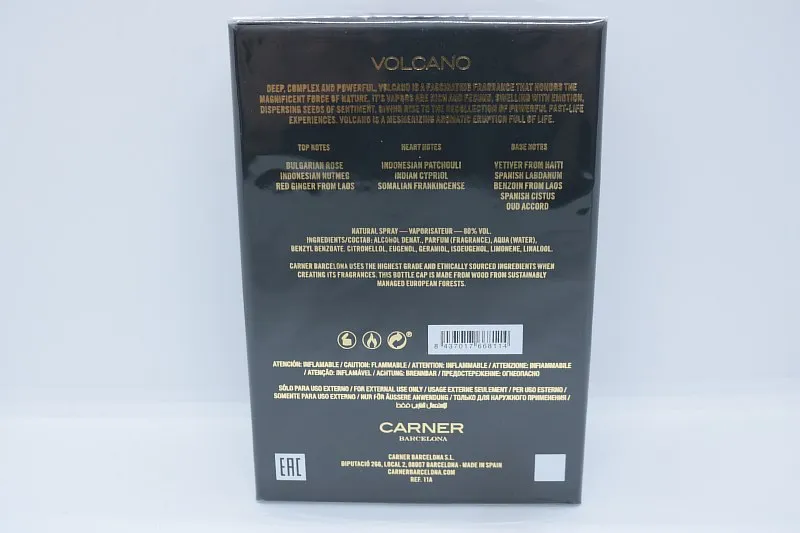 VOLCANO
DEEP, COMPLEX AND POWERFUL, VOLCANO IS A FASCINATING FRAGRANCE THAT HONORS THE
MAGNIFICENT FORCE OF NATURE. IT'S VAPORS ARE RICH AND FECUND, SWELLING WITH EMOTION,
DISPERSING SEEDS OF SENTIMENT, GIVING RISE TO THE RECOLLECTION OF POWERFUL PAST-LIFE
EXPERIENCES. VOLCANO IS A MESMERIZING AROMATIC ERUPTION FULL OF LIFE.
TOP NOTES
BULGARIAN ROSE
INDONESIAN NUTMEG
RED GINGER FROM LAOS
HEART NOTES
INDONESIAN PATCHOULI
INDIAN CYPRIOL
SOMALIAN FRANKINCENSE
BASE NOTES
VETIVER FROM HAITI
SPANISH LABDANUM
BENZOIN FROM LAOS
SPANISH CISTUS
OUD ACCORD
NATURAL SPRAY — VAPORISATEUR — 80% VOL.
INGREDIENTS/СОСТАВ: ALCOHOL DENAT., PARFUM (FRAGRANCE), AQUA (WATER),
BENZYL BENZOATE, CITRONELLOL, EUGENOL, GERANIOL, ISOEUGENOL, LIMONENE, LINALOOL.
CARNER BARCELONA USES THE HIGHEST GRADE AND ETHICALLY SOURCED INGREDIENTS WHEN
CREATING ITS FRAGRANCES. THIS BOTTLE CAP IS MADE FROM WOOD FROM SUSTAINABLY
MANAGED EUROPEAN FORESTS.
8 437017 668114
ATENCIÓN: INFLAMABLE / CAUTION: FLAMMABLE / ATTENTION: INFLAMMABLE / ATTENZIONE: INFIAMMABILE
/ ATENÇÃO: INFLAMÁVEL / ACHTUNG: BRENNBAR / ПРЕДОСТЕРЕЖЕНИЕ: ОГНЕОПАСНО
SÓLO PARA USO EXTERNO / FOR EXTERNAL USE ONLY / USAGE EXTERNE SEULEMENT / PER USO ESTERNO /
SOMENTE PARA USO EXTERNO / NUR FÜR ÄUSSERE ANWENDUNG / ТОЛЬКО ДЛЯ НАРУЖНОГО ПРИМЕНЕНИЯ /
CARNER
BARCELONA
CARNER BARCELONA S.L.
DIPUTACIÓ 266, LOCAL 2, 08007 BARCELONA - MADE IN SPAIN
CARNERBARCELONA.COM
REF. 11A
EAC